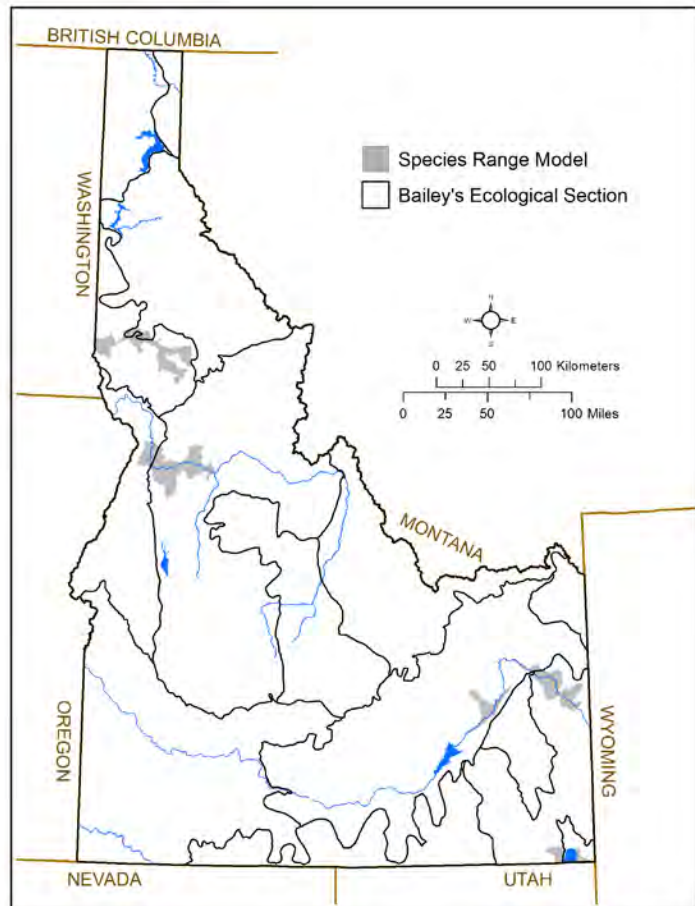 BRITISH COLUMBIA
WASHINGTON
Species Range Model
Bailey's Ecological Section
N
W E
S
0 25 50 100 Kilometers
0 25 50 100 Miles
MONTANA
OREGON
WYOMING
NEVADA
UTAH